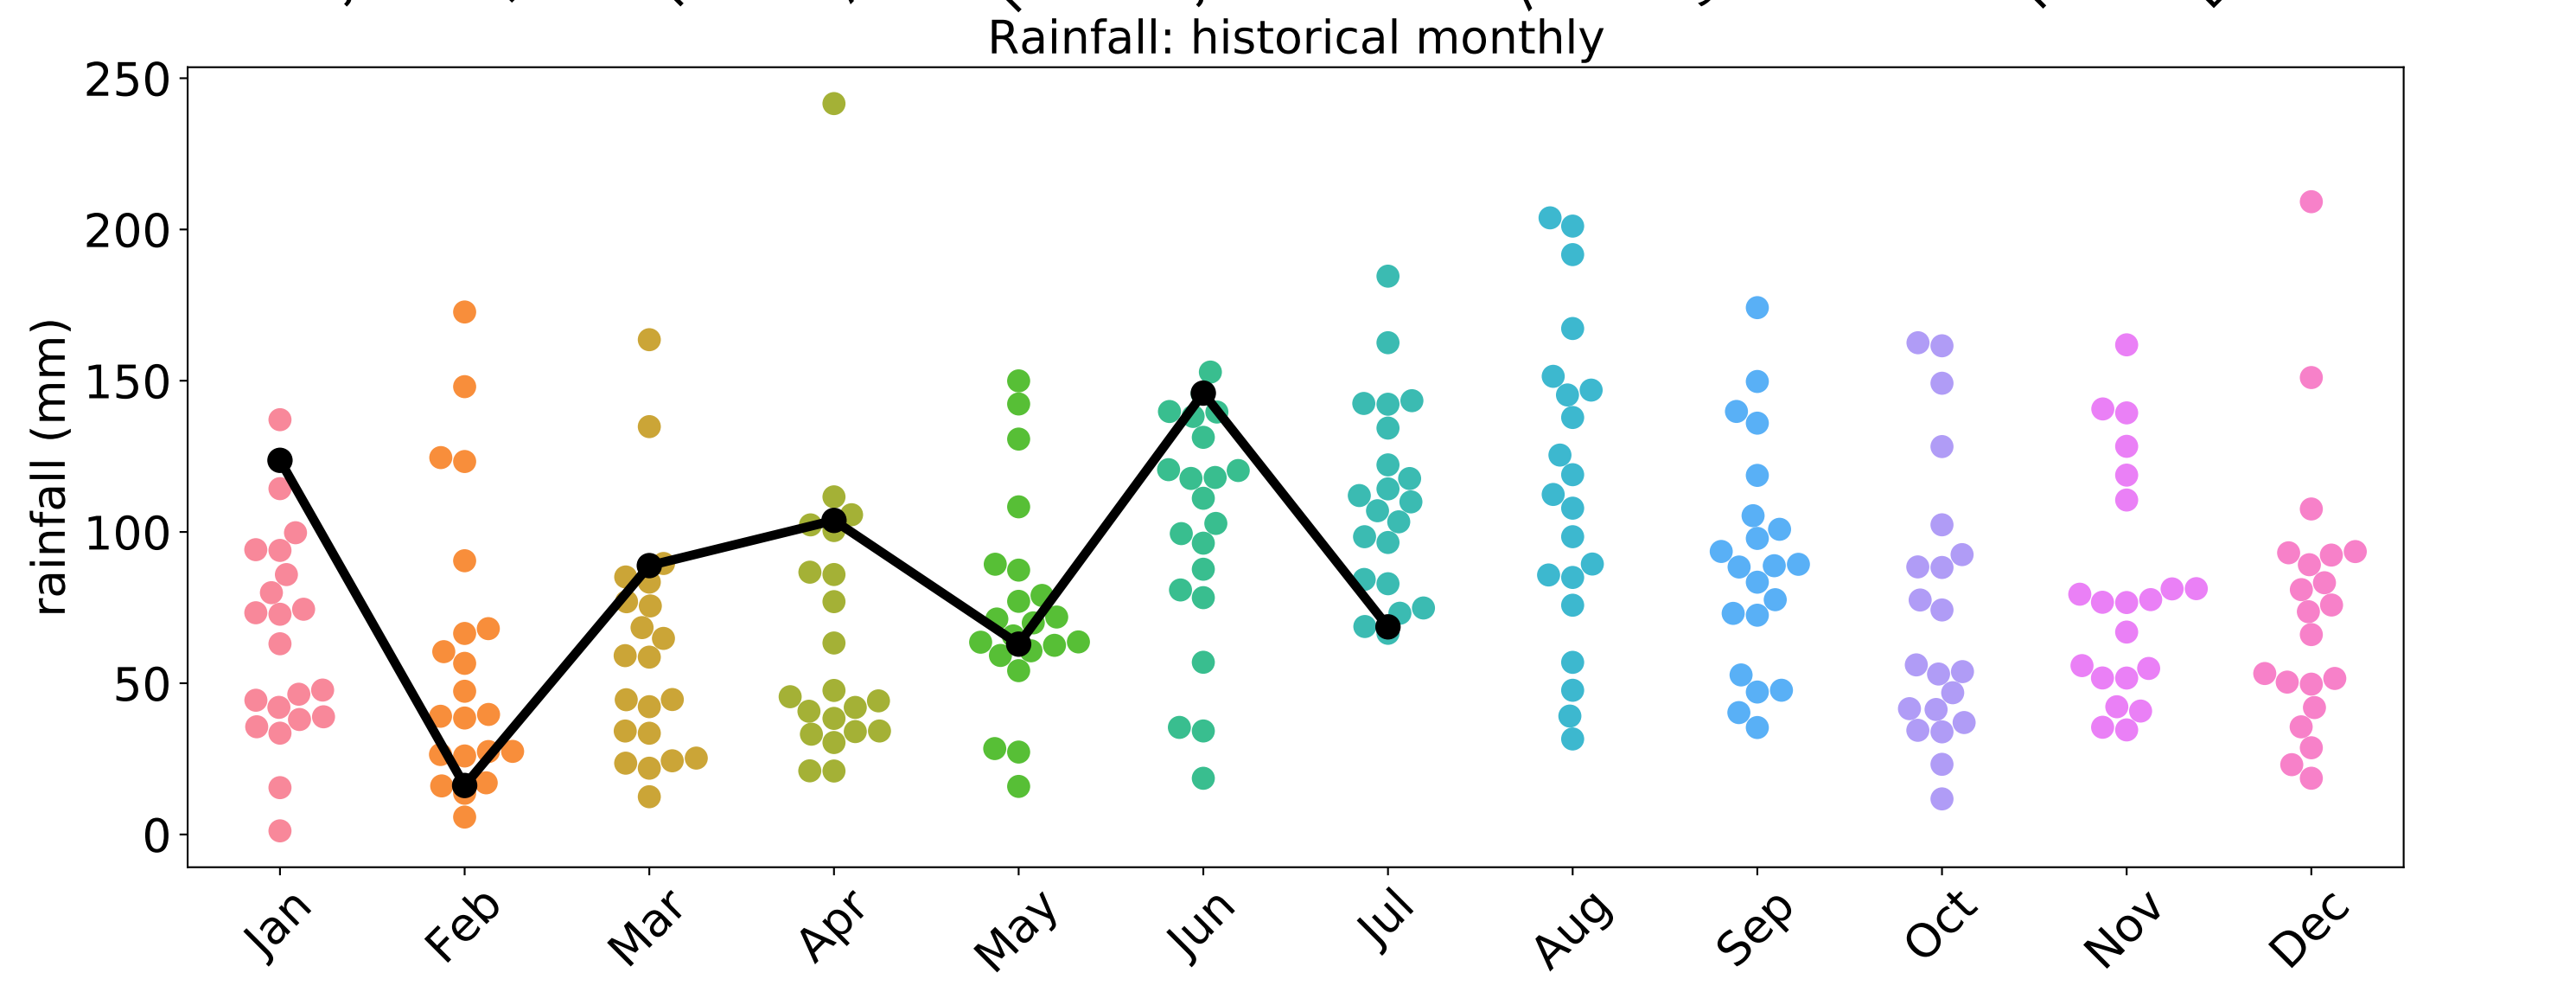 Rainfall: historical monthly
250
200
150
100
50
0
rainfall (mm)
Jan
Feb
Mar
Apr
May
Jun
Jul
Aug
Sep
Oct
Nov
Dec